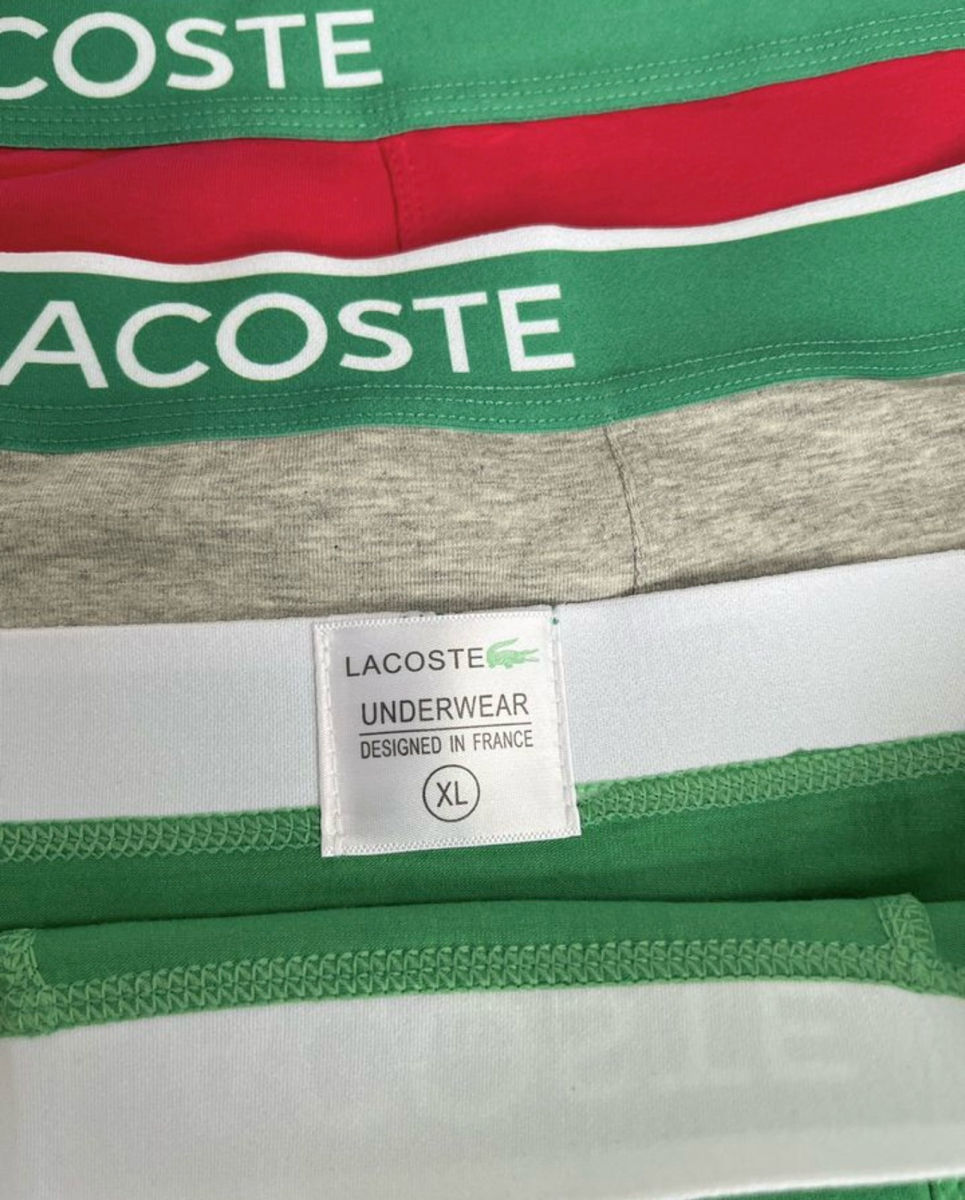 COSTE
ACOSTE
LACOSTE
UNDERWEAR
DESIGNED IN FRANCE
XL